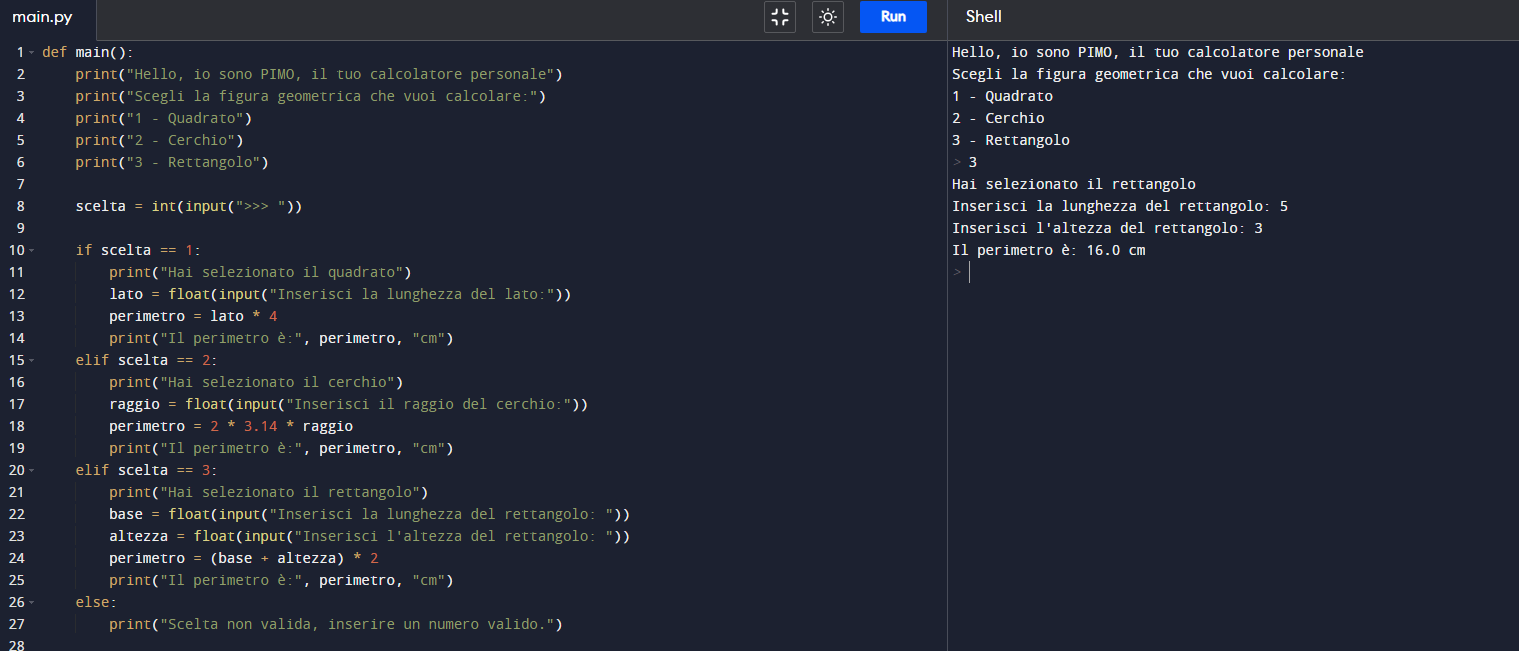 main.py
Run
Shell
1 def main():
2     print("Hello, io sono PIMO, il tuo calcolatore personale")
3     print("Scegli la figura geometrica che vuoi calcolare:")
4     print("1 - Quadrato")
5     print("2 - Cerchio")
6     print("3 - Rettangolo")
7
8     scelta = int(input(">>> "))
9
10     if scelta == 1:
11         print("Hai selezionato il quadrato")
12         lato = float(input("Inserisci la lunghezza del lato:"))
13         perimetro = lato * 4
14         print("Il perimetro è:", perimetro, "cm")
15     elif scelta == 2:
16         print("Hai selezionato il cerchio")
17         raggio = float(input("Inserisci il raggio del cerchio:"))
18         perimetro = 2 * 3.14 * raggio
19         print("Il perimetro è:", perimetro, "cm")
20     elif scelta == 3:
21         print("Hai selezionato il rettangolo")
22         base = float(input("Inserisci la lunghezza del rettangolo: "))
23         altezza = float(input("Inserisci l'altezza del rettangolo: "))
24         perimetro = (base + altezza) * 2
25         print("Il perimetro è:", perimetro, "cm")
26     else:
27         print("Scelta non valida, inserire un numero valido.")
28
Hello, io sono PIMO, il tuo calcolatore personale
Scegli la figura geometrica che vuoi calcolare:
1 - Quadrato
2 - Cerchio
3 - Rettangolo
> 3
Hai selezionato il rettangolo
Inserisci la lunghezza del rettangolo: 5
Inserisci l'altezza del rettangolo: 3
Il perimetro è: 16.0 cm
>